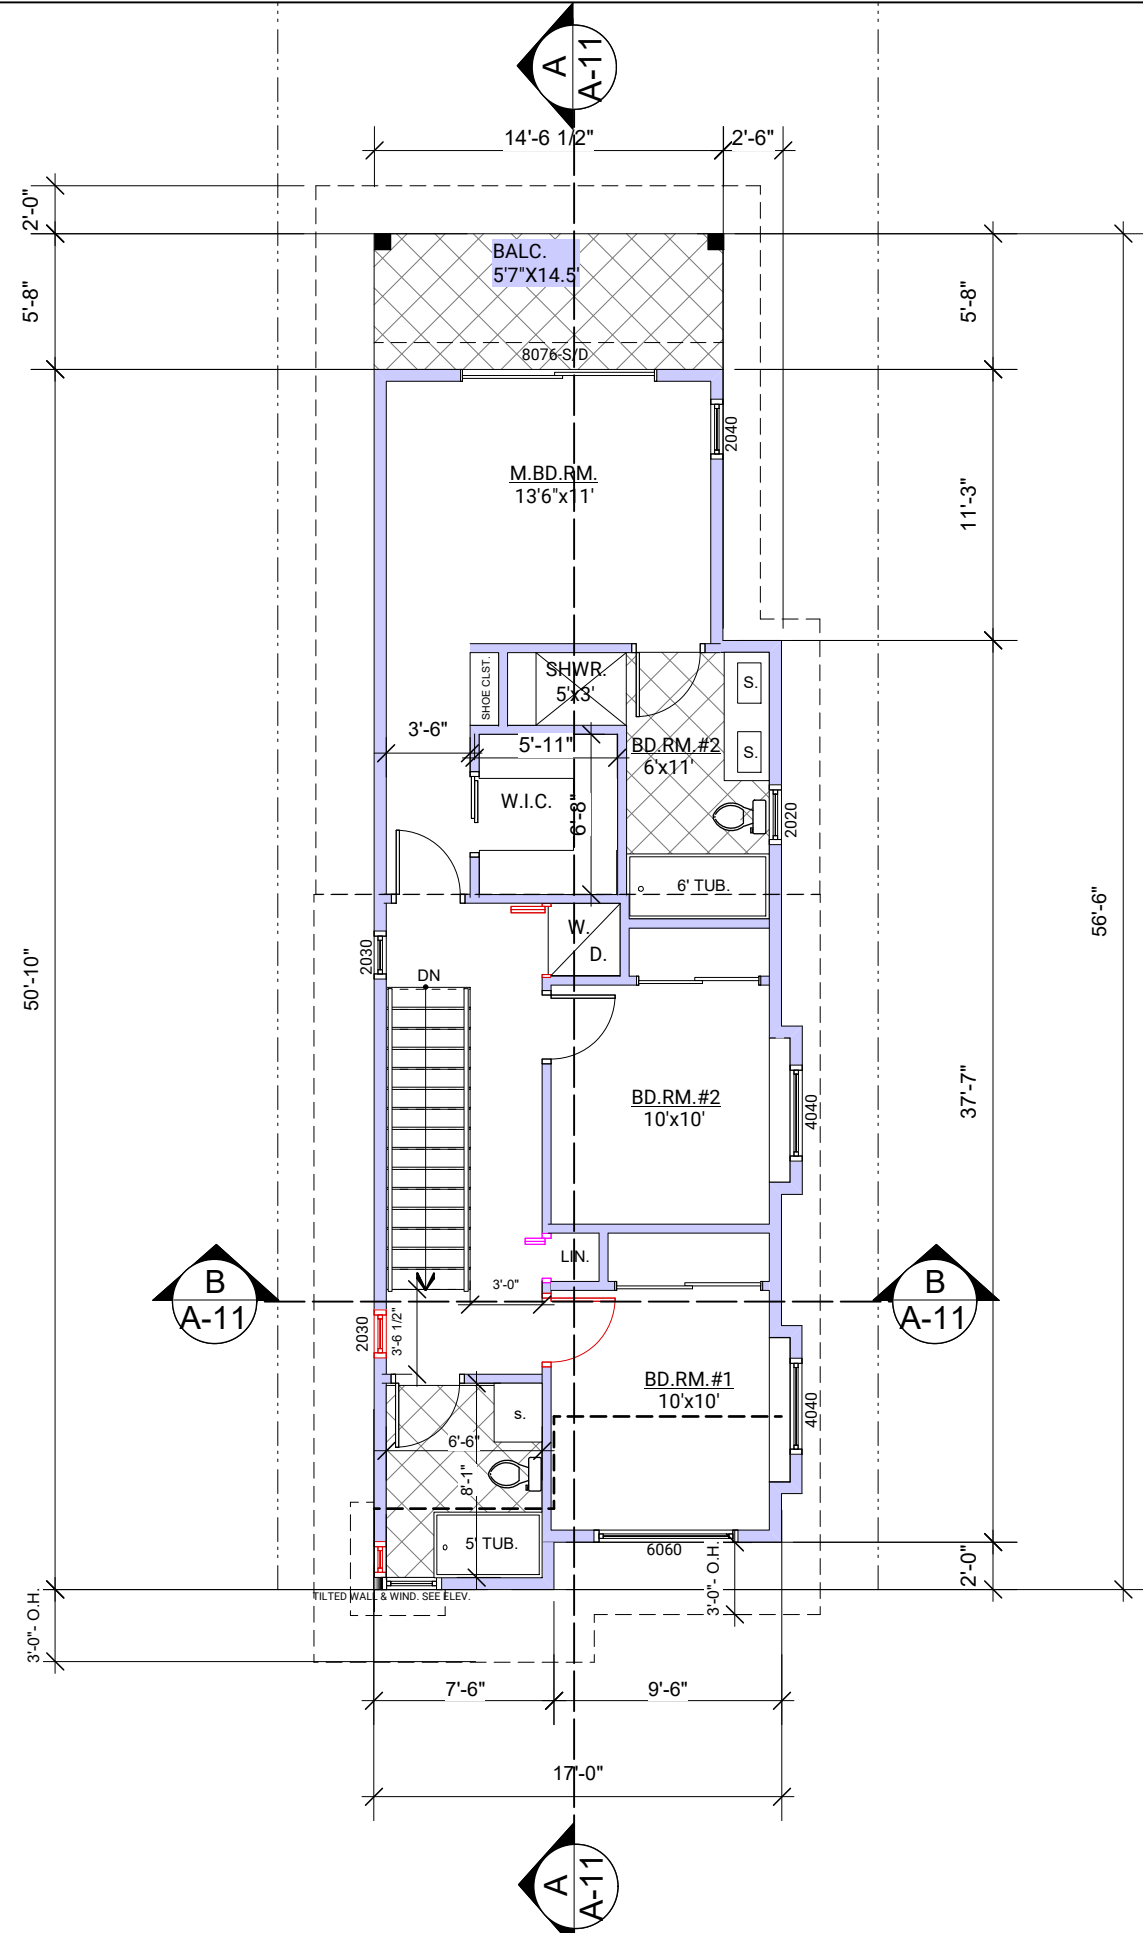 A
A-11
14'-6 1/2"
2'-6"
2'-0"
5'-8"
BALC.
5'7"X14.5'
5'-8"
8076-S/D
2040
M.BD.RM.
13'6"x11'
11'-3"
SHOE CLST.
SHWR.
5'x3'
S.
3'-6"
5'-11"
BD.RM.#2
6'x11'
S.
W.I.C.
6'-8"
2020
6' TUB.
56'-6"
W.
D.
2030
DN
50'-10"
37'-7"
BD.RM.#2
10'x10'
4040
LIN.
B
A-11
3'-0"
B
A-11
2030
3'-6 1/2"
BD.RM.#1
10'x10'
4040
S.
6'-6"
8'-1"
5' TUB.
6060
2'-0"
3'-0"- O.H.
TILTED WALL & WIND. SEE ELEV.
3'-0"- O.H.
7'-6"
9'-6"
17'-0"
A
A-11